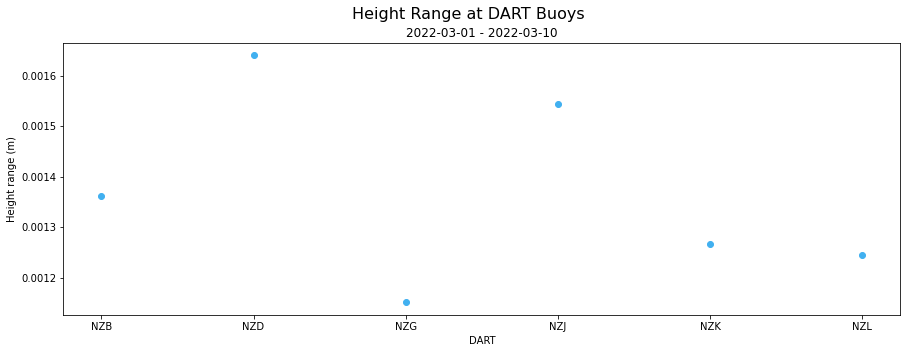 Height Range at DART Buoys
2022-03-01 - 2022-03-10
Height range (m)
0.0016
0.0015
0.0014
0.0013
0.0012
NZB NZD NZG NZJ NZK NZL
DART